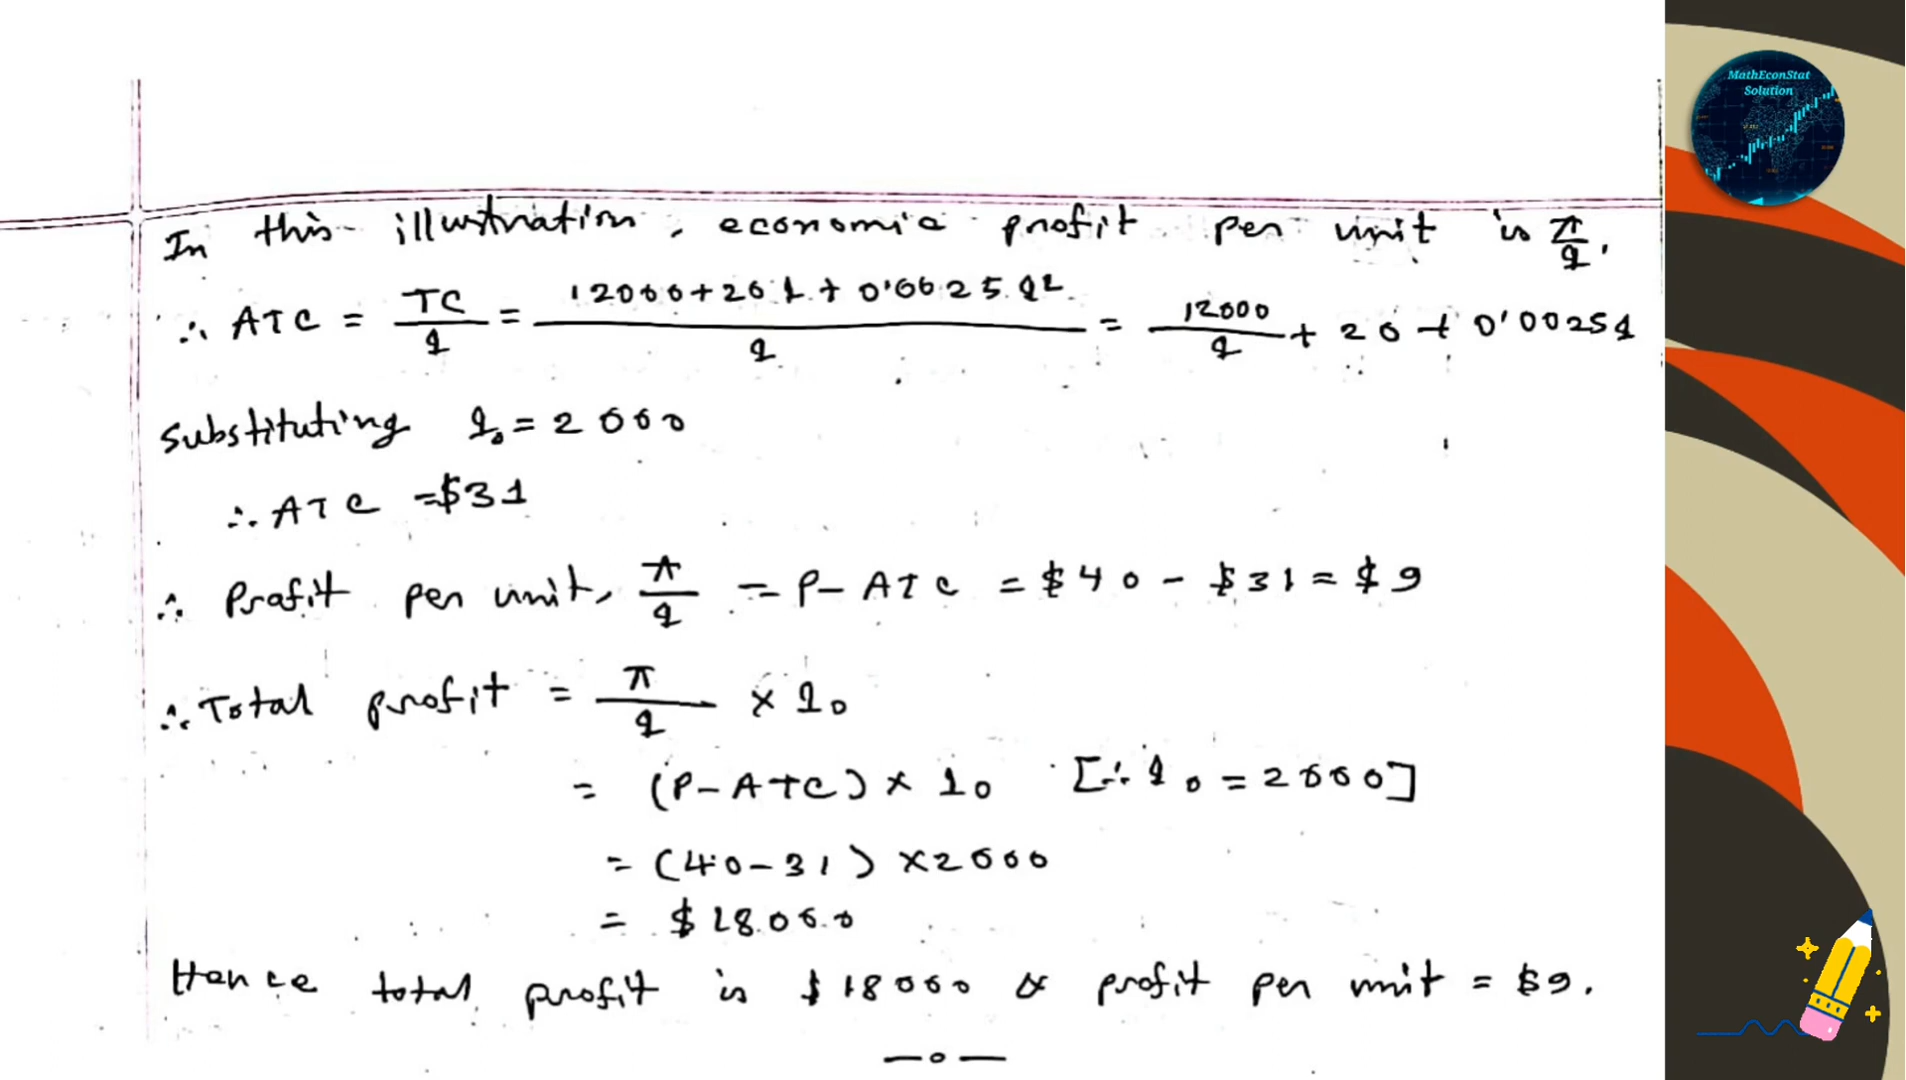 MathEconStat
Solution
In this illustration, economic profit per unit is π/q.
∴ ATC = TC/q = 12000+20q+0.0025q²/q = 12000/q + 20 + 0.0025q
Substituting q₀ = 2000
∴ ATC = $31
∴ Profit per unit, π/q = P - ATC = $40 - $31 = $9
∴ Total profit = π/q × q₀
= (P - ATC) × q₀ [∴ q₀ = 2000]
= (40-31) × 2000
= $18000
Hence total profit is $18000 & profit per unit = $9.